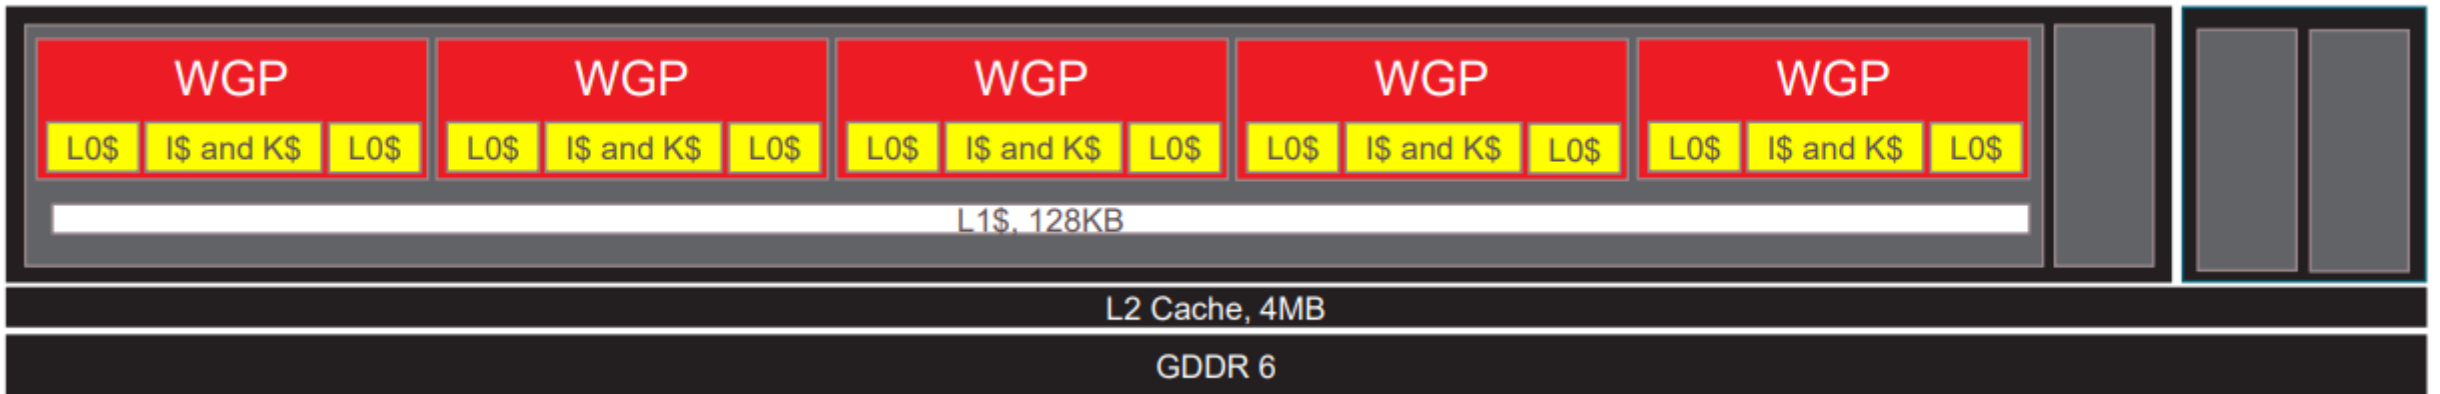 WGP WGP WGP WGP WGP
L0$ I$ and K$ L0$ L0$ I$ and K$ L0$ L0$ I$ and K$ L0$ L0$ I$ and K$ L0$ L0$ I$ and K$ L0$
L1$, 128KB
L2 Cache, 4MB
GDDR 6